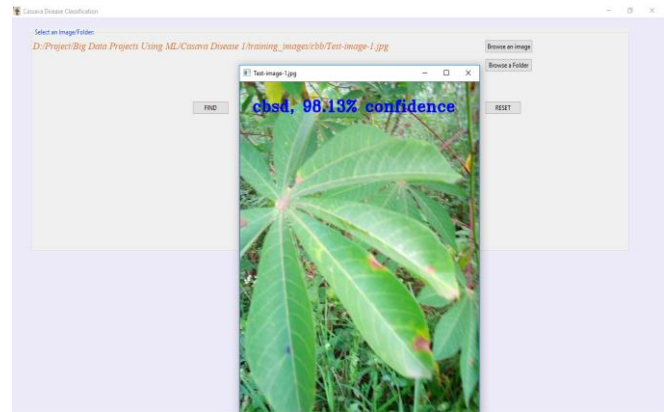 Cassava Disease Classification
Select an Image/Folder:
D:/Project/Big Data Projects Using ML/Cassava Disease 1/training_images/cbb/Test-image-1.jpg
Browse an image
Browse a Folder
Test-image-1.jpg
FIND
cbsd, 98.13% confidence
RESET